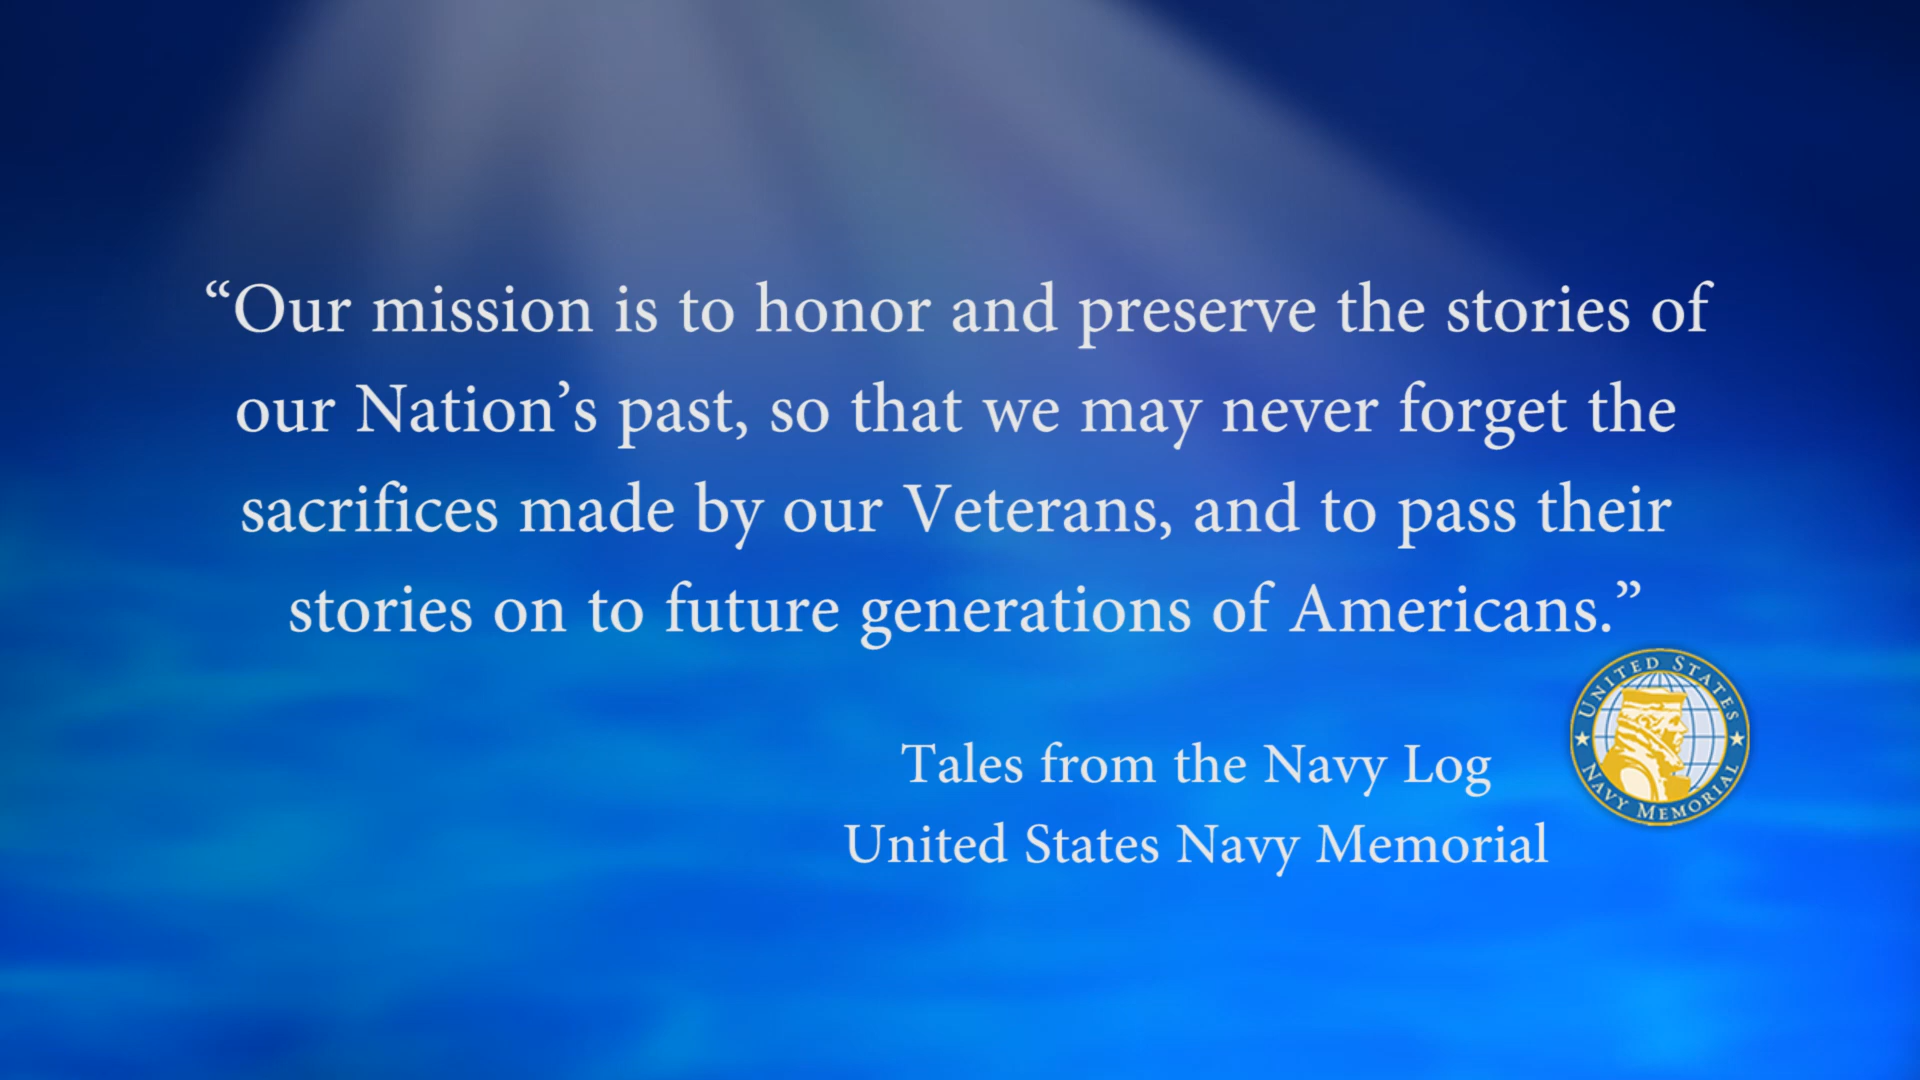 “Our mission is to honor and preserve the stories of
our Nation’s past, so that we may never forget the
sacrifices made by our Veterans, and to pass their
stories on to future generations of Americans.”
Tales from the Navy Log
United States Navy Memorial
UNITED STATES
NAVY MEMORIAL